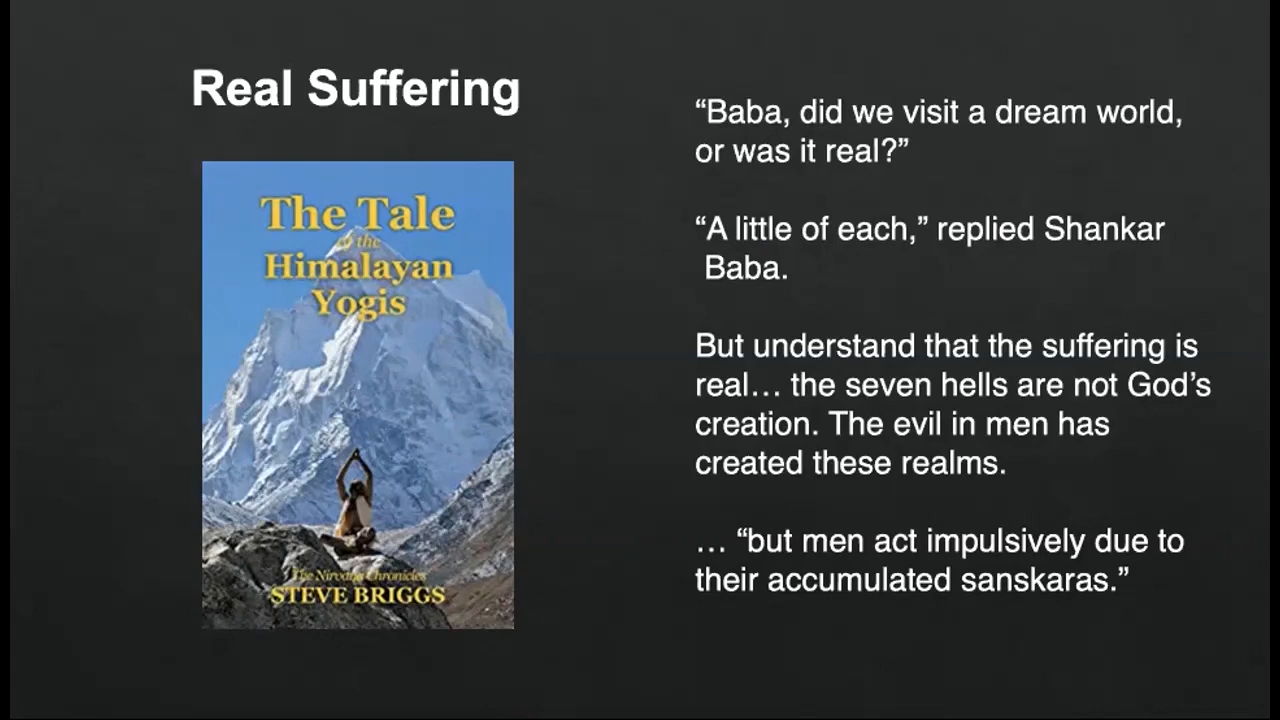 Real Suffering
The Tale
of the
Himalayan
Yogis
The Nirvana Chronicles
STEVE BRIGGS
“Baba, did we visit a dream world,
or was it real?”
“A little of each,” replied Shankar
Baba.
But understand that the suffering is
real… the seven hells are not God’s
creation. The evil in men has
created these realms.
… “but men act impulsively due to
their accumulated sanskaras.”